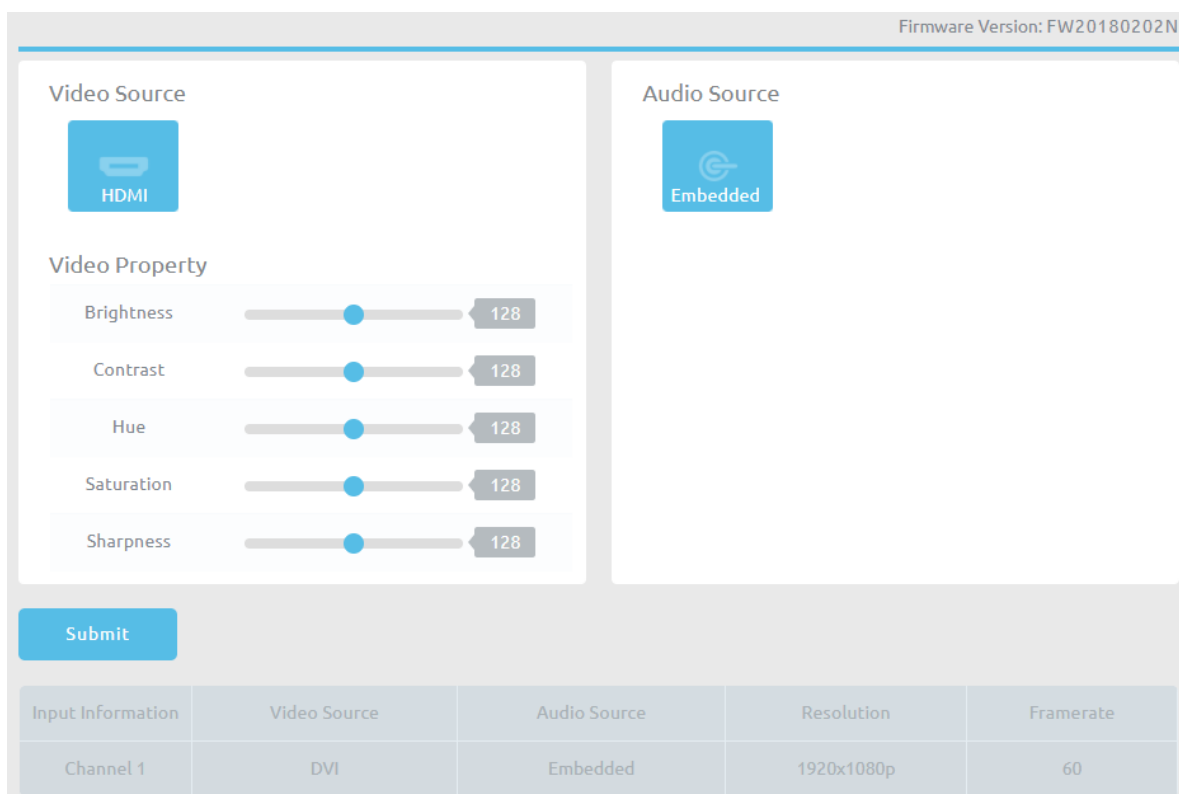 Firmware Version: FW20180202N
Video Source
HDMI
Video Property
Brightness 128
Contrast 128
Hue 128
Saturation 128
Sharpness 128
Audio Source
Embedded
Submit
Input Information Video Source Audio Source Resolution Framerate
Channel 1 DVI Embedded 1920x1080p 60